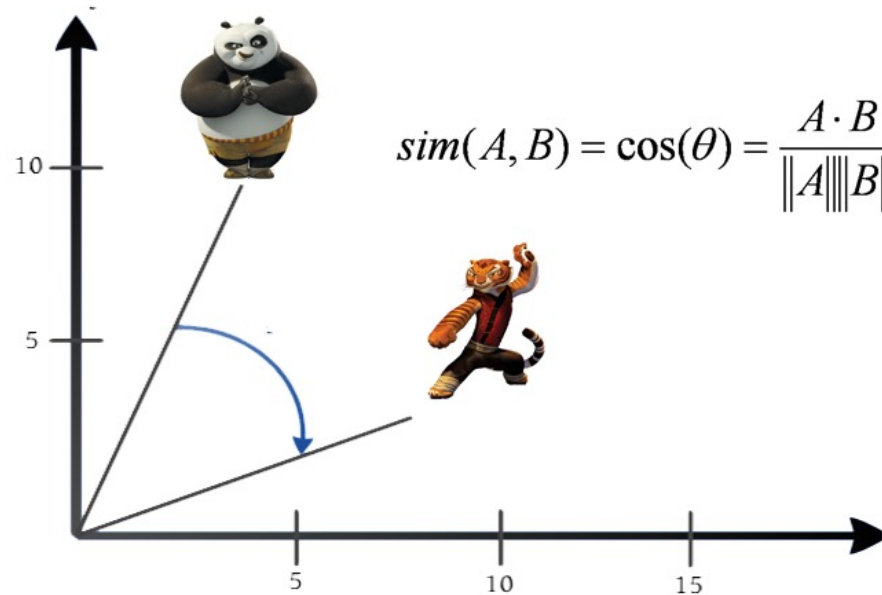 10
sim(A, B) = cos(θ) = A · B / ‖A‖‖B|
5
5 10 15